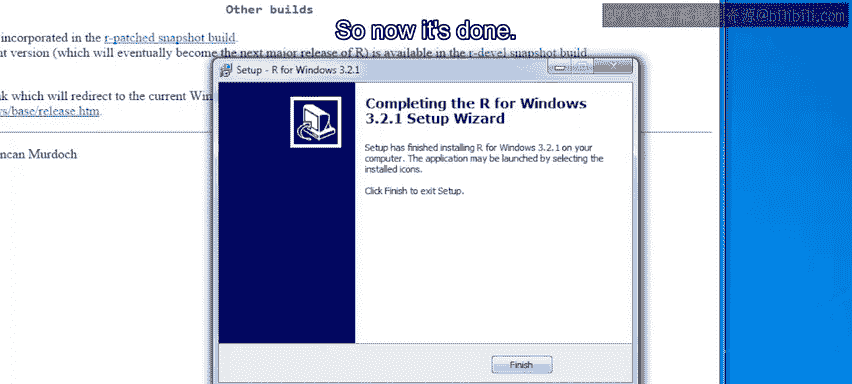 Other builds
So now it's done.
incorporated in the r-patched snapshot build.
nt version (which will eventually become the next major release of R) is available in the r-devel snapshot build
nk which will redirect to the current Win
vs/base/release.htm.
ncan Murdoch
Setup - R for Windows 3.2.1
Completing the R for Windows
3.2.1 Setup Wizard
Setup has finished installing R for Windows 3.2.1 on your
computer. The application may be launched by selecting the
installed icons.
Click Finish to exit Setup.
Finish
@bilibili